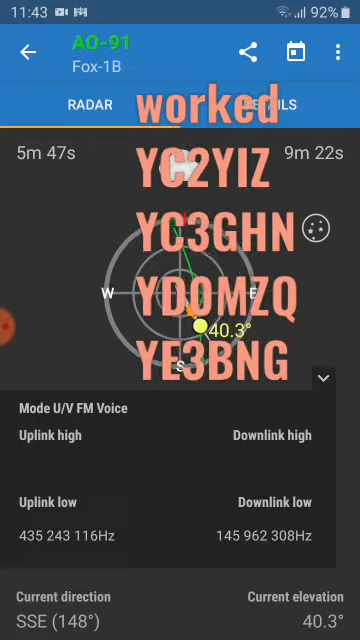 11:43 92%
AO-91
Fox-1B
RADAR
worked
5m 47s 9m 22s
YC2YIZ
YC3GHN
W
YD0MZQ
40.3°
YE3BNG
S
Mode U/V FM Voice
Uplink high Downlink high
Uplink low Downlink low
435 243 116Hz 145 962 308Hz
Current direction Current elevation
SSE (148°) 40.3°